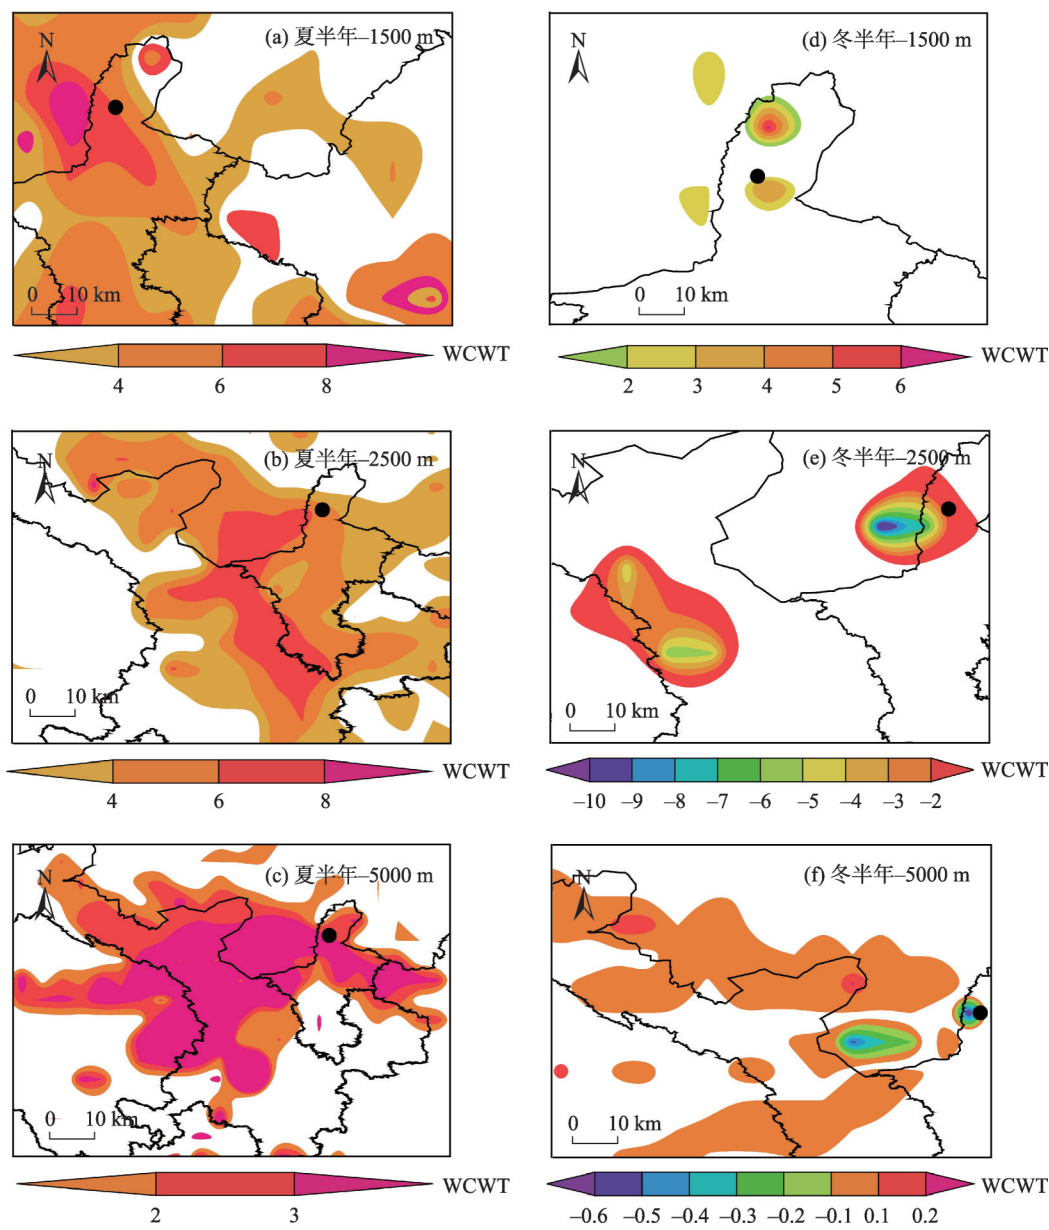 (a) 夏半年–1500 m
N
0 10 km
WCWT
4 6 8
(d) 冬半年–1500 m
N
0 10 km
WCWT
2 3 4 5 6
(b) 夏半年–2500 m
N
0 10 km
WCWT
4 6 8
(e) 冬半年–2500 m
N
0 10 km
WCWT
–10 –9 –8 –7 –6 –5 –4 –3 –2
(c) 夏半年–5000 m
N
0 10 km
WCWT
2 3
(f) 冬半年–5000 m
N
0 10 km
WCWT
–0.6 –0.5 –0.4 –0.3 –0.2 –0.1 0.1 0.2